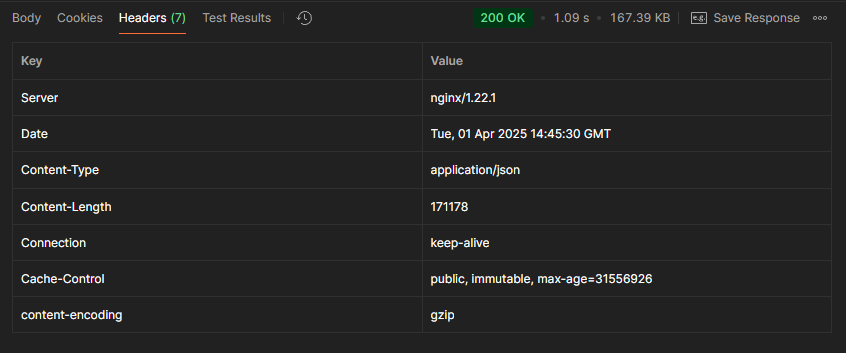 Body Cookies Headers (7) Test Results 200 OK • 1.09 s • 167.39 KB e.g. Save Response
Key Value
Server nginx/1.22.1
Date Tue, 01 Apr 2025 14:45:30 GMT
Content-Type application/json
Content-Length 171178
Connection keep-alive
Cache-Control public, immutable, max-age=31556926
content-encoding gzip